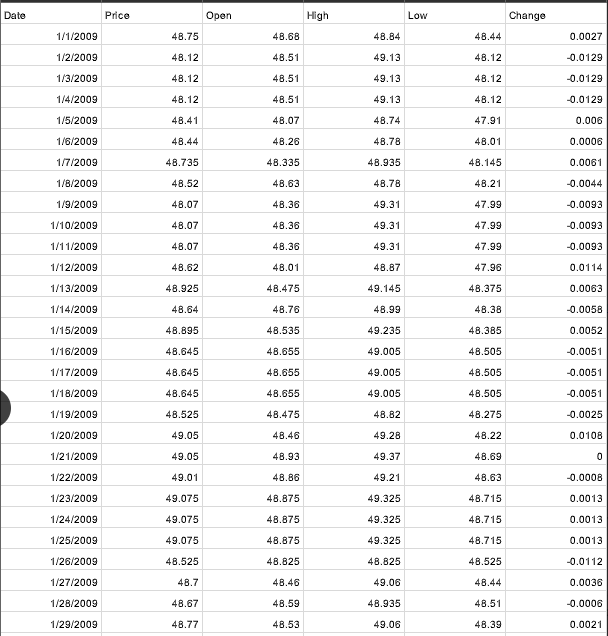 Date Price Open High Low Change
1/1/2009 48.75 48.68 48.84 48.44 0.0027
1/2/2009 48.12 48.51 49.13 48.12 -0.0129
1/3/2009 48.12 48.51 49.13 48.12 -0.0129
1/4/2009 48.12 48.51 49.13 48.12 -0.0129
1/5/2009 48.41 48.07 48.74 47.91 0.006
1/6/2009 48.44 48.26 48.78 48.01 0.0006
1/7/2009 48.735 48.335 48.935 48.145 0.0061
1/8/2009 48.52 48.63 48.78 48.21 -0.0044
1/9/2009 48.07 48.36 49.31 47.99 -0.0093
1/10/2009 48.07 48.36 49.31 47.99 -0.0093
1/11/2009 48.07 48.36 49.31 47.99 -0.0093
1/12/2009 48.62 48.01 48.87 47.96 0.0114
1/13/2009 48.925 48.475 49.145 48.375 0.0063
1/14/2009 48.64 48.76 48.99 48.38 -0.0058
1/15/2009 48.895 48.535 49.235 48.385 0.0052
1/16/2009 48.645 48.655 49.005 48.505 -0.0051
1/17/2009 48.645 48.655 49.005 48.505 -0.0051
1/18/2009 48.645 48.655 49.005 48.505 -0.0051
1/19/2009 48.525 48.475 48.82 48.275 -0.0025
1/20/2009 49.05 48.46 49.28 48.22 0.0108
1/21/2009 49.05 48.93 49.37 48.69 0
1/22/2009 49.01 48.86 49.21 48.63 -0.0008
1/23/2009 49.075 48.875 49.325 48.715 0.0013
1/24/2009 49.075 48.875 49.325 48.715 0.0013
1/25/2009 49.075 48.875 49.325 48.715 0.0013
1/26/2009 48.525 48.825 48.825 48.525 -0.0112
1/27/2009 48.7 48.46 49.06 48.44 0.0036
1/28/2009 48.67 48.59 48.935 48.51 -0.0006
1/29/2009 48.77 48.53 49.06 48.39 0.0021